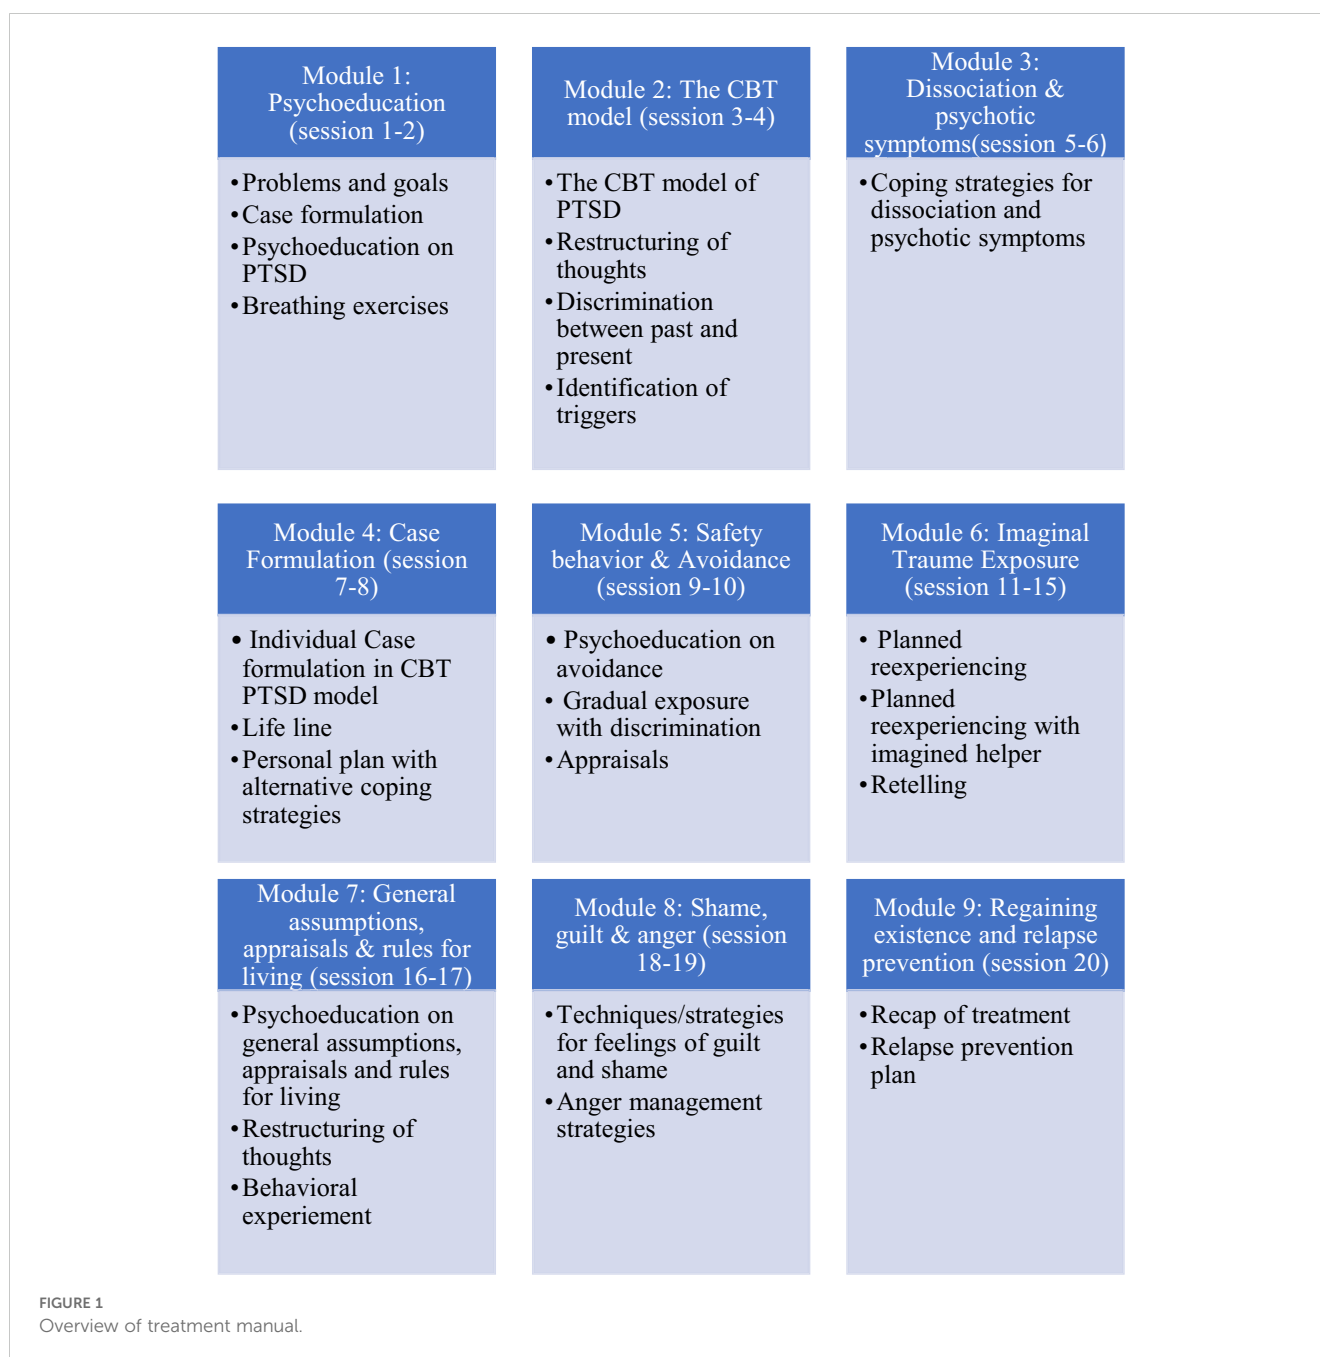 Module 1:
Psychoeducation
(session 1-2)
•Problems and goals
•Case formulation
•Psychoeducation on
PTSD
•Breathing exercises
Module 2: The CBT
model (session 3-4)
•The CBT model of
PTSD
•Restructuring of
thoughts
•Discrimination
between past and
present
•Identification of
triggers
Module 3:
Dissociation &
psychotic
symptoms(session 5-6)
•Coping strategies for
dissociation and
psychotic symptoms
Module 4: Case
Formulation (session
7-8)
• Individual Case
formulation in CBT
PTSD model
•Life line
•Personal plan with
alternative coping
strategies
Module 5: Safety
behavior & Avoidance
(session 9-10)
• Psychoeducation on
avoidance
• Gradual exposure
with discrimination
•Appraisals
Module 6: Imaginal
Traume Exposure
(session 11-15)
• Planned
reexperiencing
•Planned
reexperiencing with
imagined helper
•Retelling
Module 7: General
assumptions,
appraisals & rules for
living (session 16-17)
•Psychoeducation on
general assumptions,
appraisals and rules
for living
•Restructuring of
thoughts
•Behavioral
experiement
Module 8: Shame,
guilt & anger (session
18-19)
•Techniques/strategies
for feelings of guilt
and shame
•Anger management
strategies
Module 9: Regaining
existence and relapse
prevention (session 20)
•Recap of treatment
•Relapse prevention
plan
FIGURE 1
Overview of treatment manual.